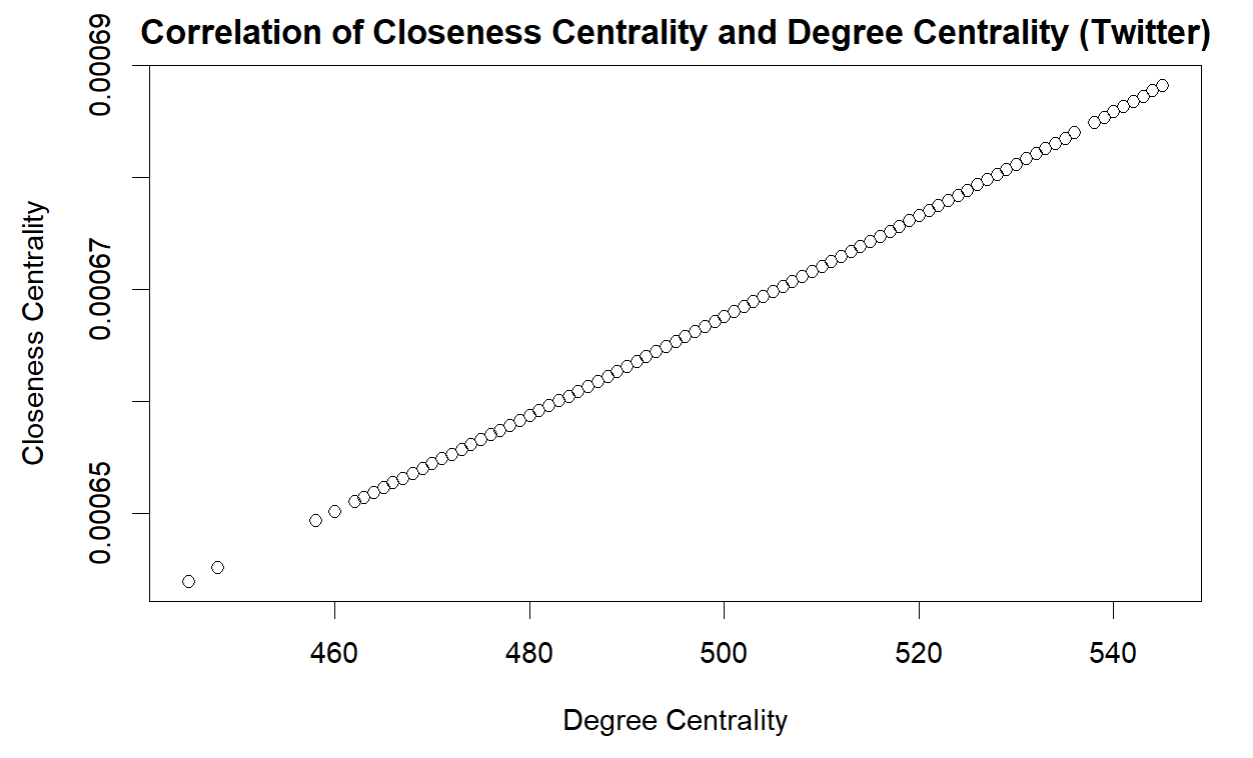 Correlation of Closeness Centrality and Degree Centrality (Twitter)
0.00069
0.00067
0.00065
Closeness Centrality
460 480 500 520 540
Degree Centrality